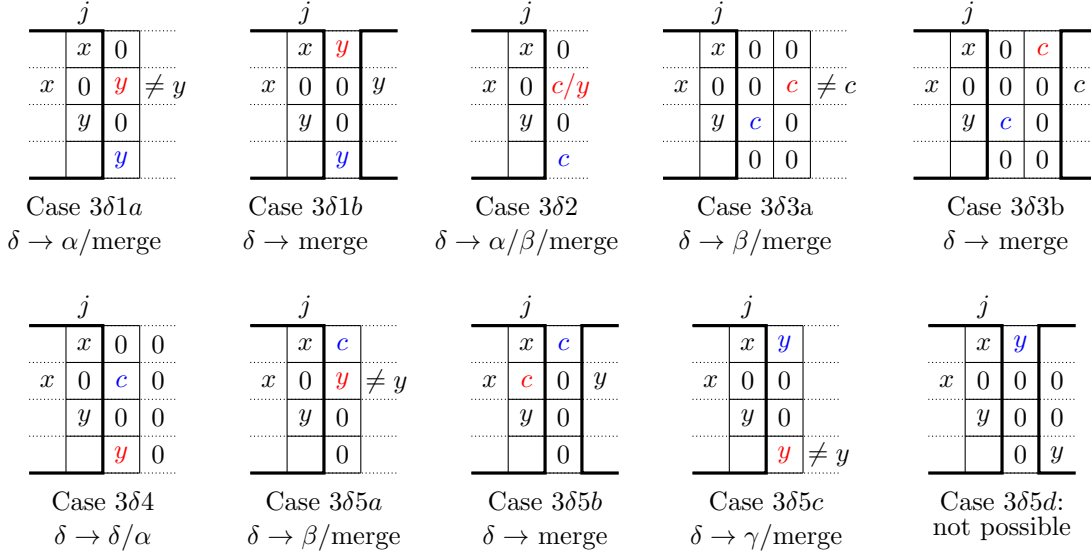 j j j j j
x 0 x y x 0 x 0 0 x 0 c
x 0 y ≠ y x 0 0 y x 0 c/y x 0 0 c ≠ c x 0 0 0 c
y 0 y 0 y 0 y c 0 y c 0
y y c 0 0 0 0
Case 3δ1a Case 3δ1b Case 3δ2 Case 3δ3a Case 3δ3b
δ → α/merge δ → merge δ → α/β/merge δ → β/merge δ → merge
j j j j j
x 0 0 x c x c x y x y
x 0 c 0 x 0 y ≠ y x c 0 y x 0 0 x 0 0 0
y 0 0 y 0 y 0 y 0 y 0 0
y 0 0 0 y ≠ y 0 y
Case 3δ4 Case 3δ5a Case 3δ5b Case 3δ5c Case 3δ5d:
δ → δ/α δ → β/merge δ → merge δ → γ/merge not possible